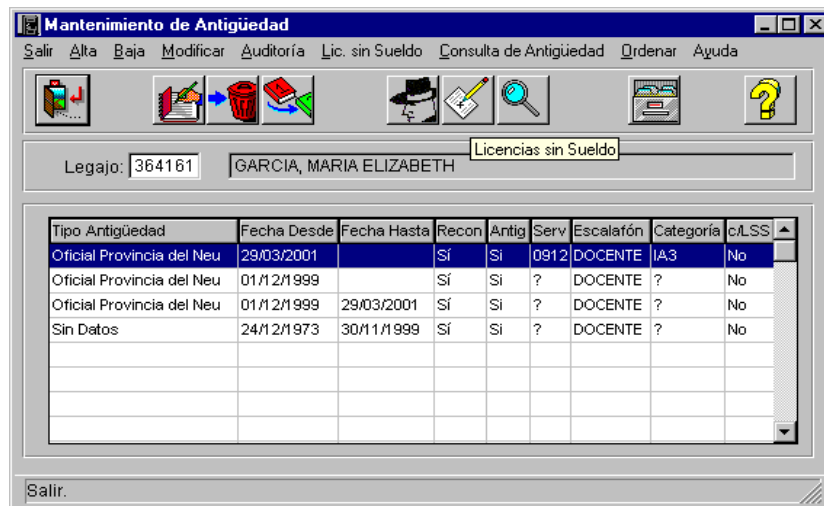 Mantenimiento de Antigüedad
Salir Alta Baja Modificar Auditoría Lic. sin Sueldo Consulta de Antigüedad Ordenar Ayuda
Licencias sin Sueldo
Legajo: 364161 GARCIA, MARIA ELIZABETH
Tipo Antigüedad Fecha Desde Fecha Hasta Recon Antig Serv Escalafón Categoría c/LSS
Oficial Provincia del Neu 29/03/2001 Sí Si 0912 DOCENTE IA3 No
Oficial Provincia del Neu 01/12/1999 Sí Si ? DOCENTE ? No
Oficial Provincia del Neu 01/12/1999 29/03/2001 Sí Si ? DOCENTE ? No
Sin Datos 24/12/1973 30/11/1999 Sí Si ? DOCENTE ? No
Salir.